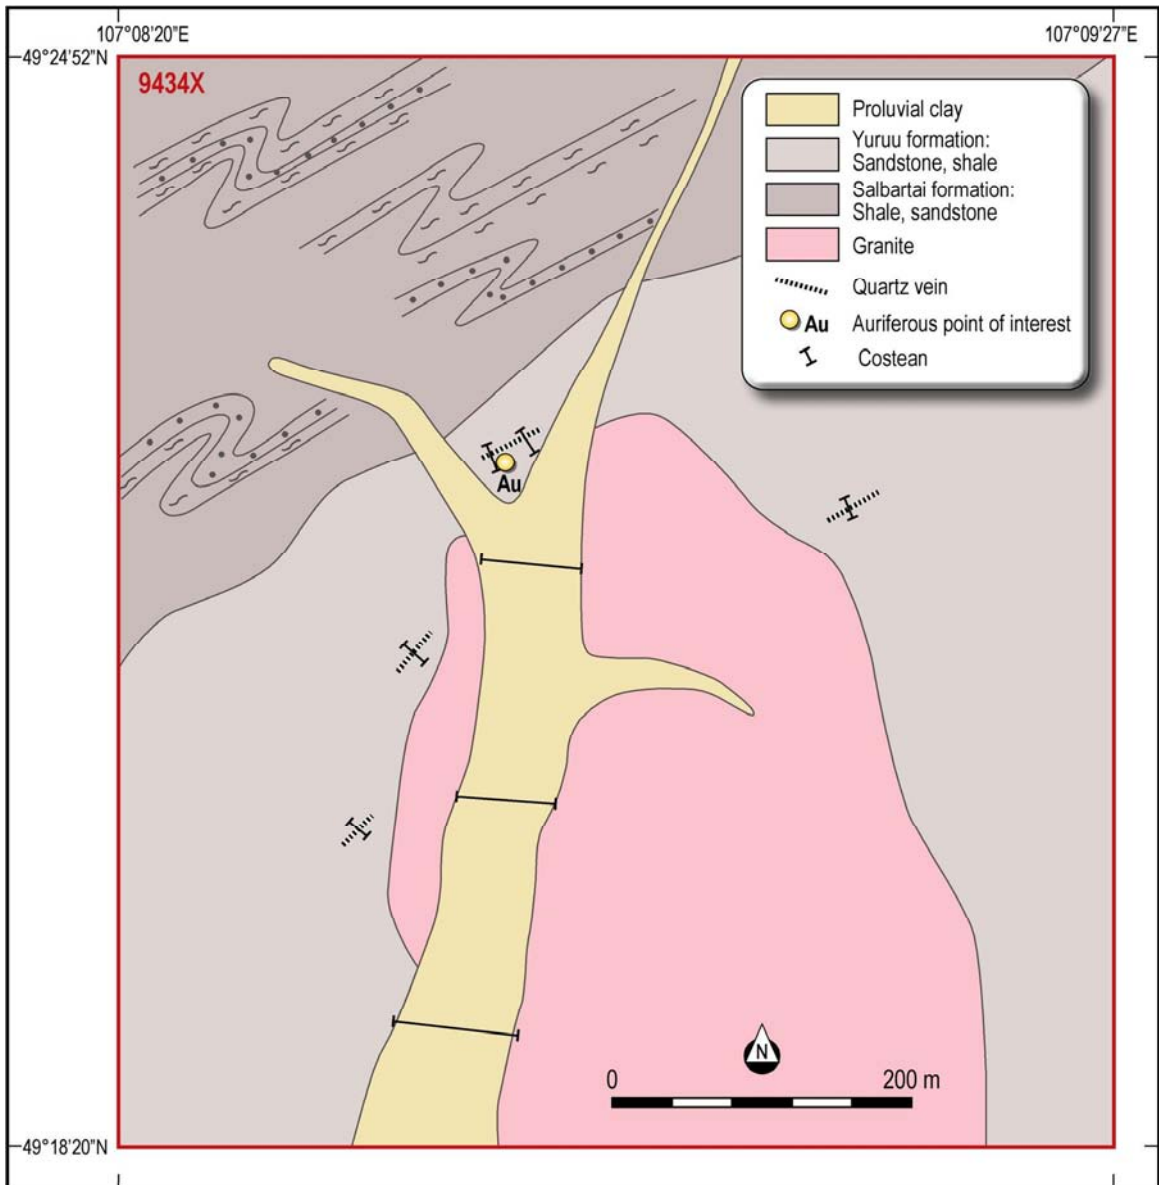 107°08'20"E 107°09'27"E
49°24'52"N
9434X
Proluvial clay
Yuruu formation:
Sandstone, shale
Salbartai formation:
Shale, sandstone
Granite
Quartz vein
Au Auriferous point of interest
Costean
Au
N
0 200 m
49°18'20"N